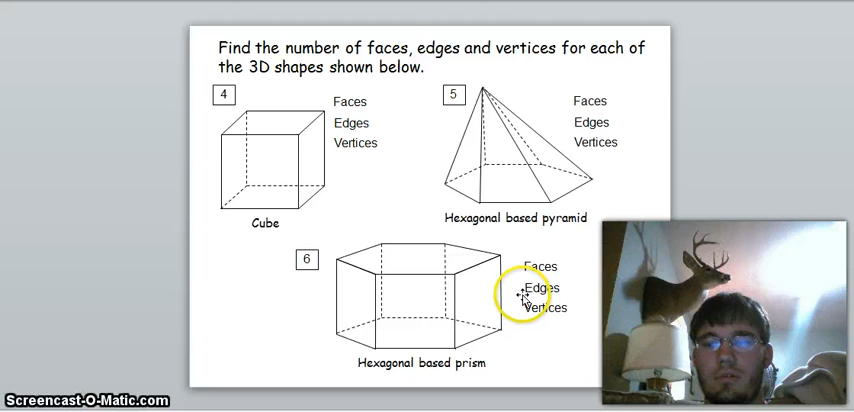 Find the number of faces, edges and vertices for each of
the 3D shapes shown below.
4
Faces
Edges
Vertices
Cube
5
Faces
Edges
Vertices
Hexagonal based pyramid
6
Faces
Edges
Vertices
Hexagonal based prism
Screencast-O-Matic.com